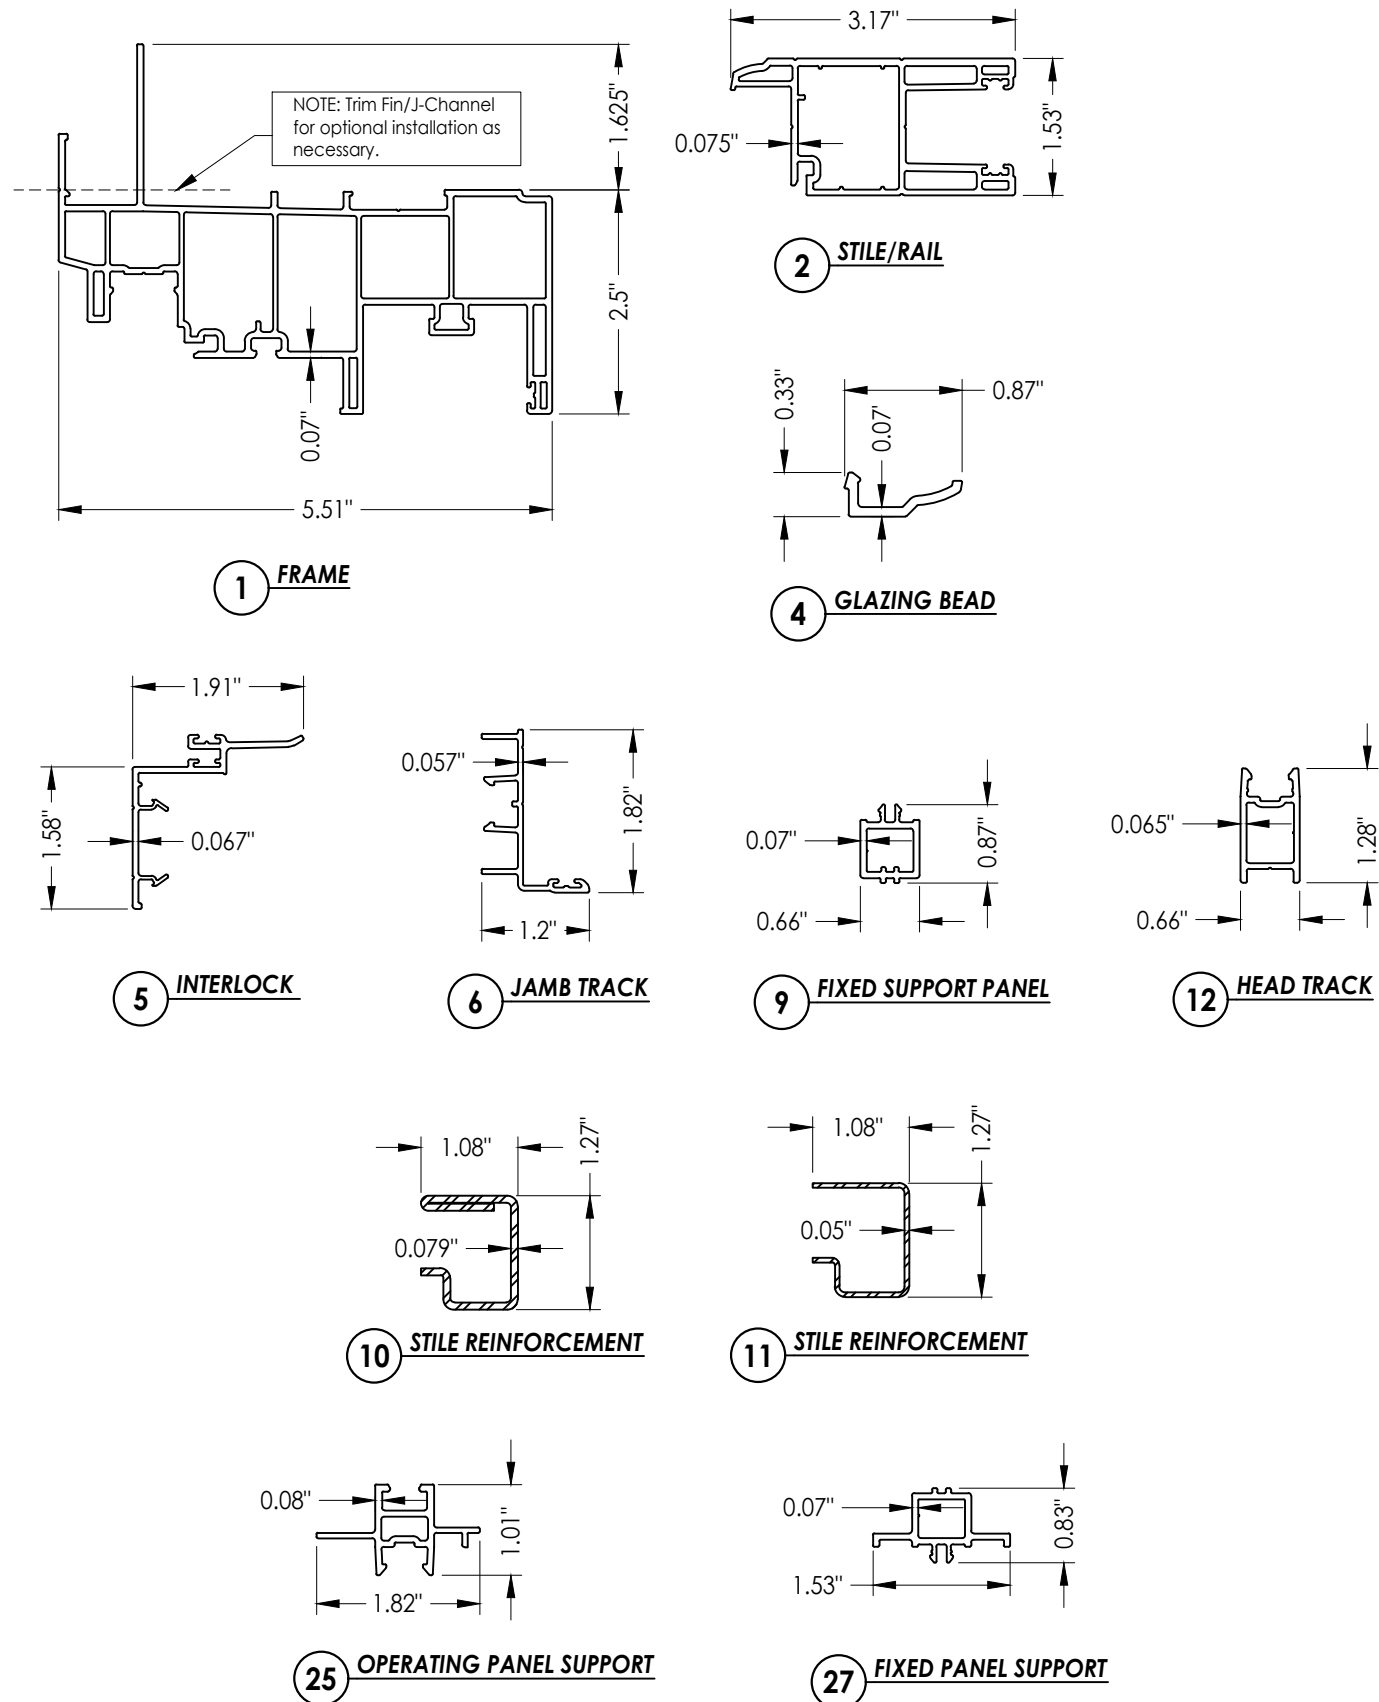 3.17"
1.625"
NOTE: Trim Fin/J-Channel
for optional installation as
necessary.
0.075"
1.53"
2.5"
0.07"
5.51"
2 STILE/RAIL
0.33"
0.87"
0.07"
1 FRAME
4 GLAZING BEAD
1.91"
1.58"
0.067"
0.057"
1.82"
1.2"
0.07"
0.87"
0.66"
0.065"
1.28"
0.66"
5 INTERLOCK
6 JAMB TRACK
9 FIXED SUPPORT PANEL
12 HEAD TRACK
1.08"
1.27"
0.079"
1.08"
1.27"
0.05"
10 STILE REINFORCEMENT
11 STILE REINFORCEMENT
0.08"
1.01"
1.82"
0.07"
0.83"
1.53"
25 OPERATING PANEL SUPPORT
27 FIXED PANEL SUPPORT